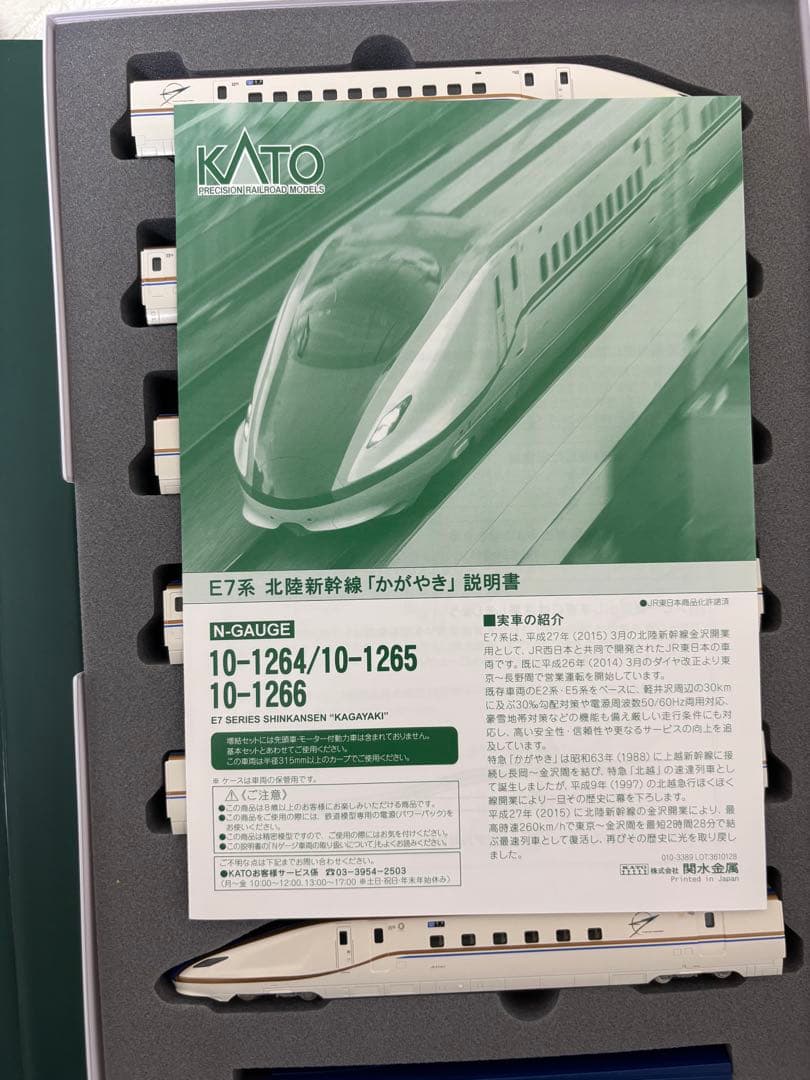 KATO
PRECISION RAILROAD MODELS
E7系 北陸新幹線「かがやき」説明書
●JR東日本商品化許諾済
N-GAUGE
10-1264/10-1265
10-1266
E7 SERIES SHINKANSEN "KAGAYAKI"
増結セットには先頭車・モーター付動力車は含まれておりません。
基本セットとあわせてご使用ください。
この車両は半径315mm以上のカーブでご使用ください。
※ ケースは車両の保管用です。
⚠《ご注意》
●この商品は8歳以上のお客様にお楽しみいただける商品です。
●この商品をご使用の際には、鉄道模型専用の電源(パワーパック)を
お使いください。
●この商品は精密模型ですので、ご使用の際にはお気を付けください。
●この説明書の「Nゲージ車両の取り扱いについて」もよくお読みください。
ご不明な点は下記までお問い合わせください。
●KATOお客様サービス係 ☎03-3954-2503
(月〜金 10:00〜12:00、13:00〜17:00 ※土日・祝日・年末年始休み)
■実車の紹介
E7系は、平成27年(2015)3月の北陸新幹線金沢開業
用として、JR西日本と共同で開発されたJR東日本の車
両です。既に平成26年(2014)3月のダイヤ改正より東
京〜長野間で営業運転を開始しています。
既存車両のE2系・E5系をベースに、軽井沢周辺の30km
に及ぶ30‰勾配対策や電源周波数50/60Hz両用対応、
豪雪地帯対策などの機能も備え厳しい走行条件にも対
応し、高い安全性・信頼性や更なるサービスの向上を追
及しています。
特急「かがやき」は昭和63年(1988)に上越新幹線に接
続し長岡〜金沢間を結び、特急「北越」の速達列車とし
て誕生しましたが、平成9年(1997)の北越急行ほくほく
線開業により一旦その歴史に幕を下ろします。
平成27年(2015)に北陸新幹線の金沢開業により、最
高時速260km/hで東京〜金沢間を最短2時間28分で結
ぶ最速列車として復活し、再びその歴史に光を取り戻し
ました。
010-3389 LOT:3610128
KATO 株式会社 関水金属
Printed in Japan